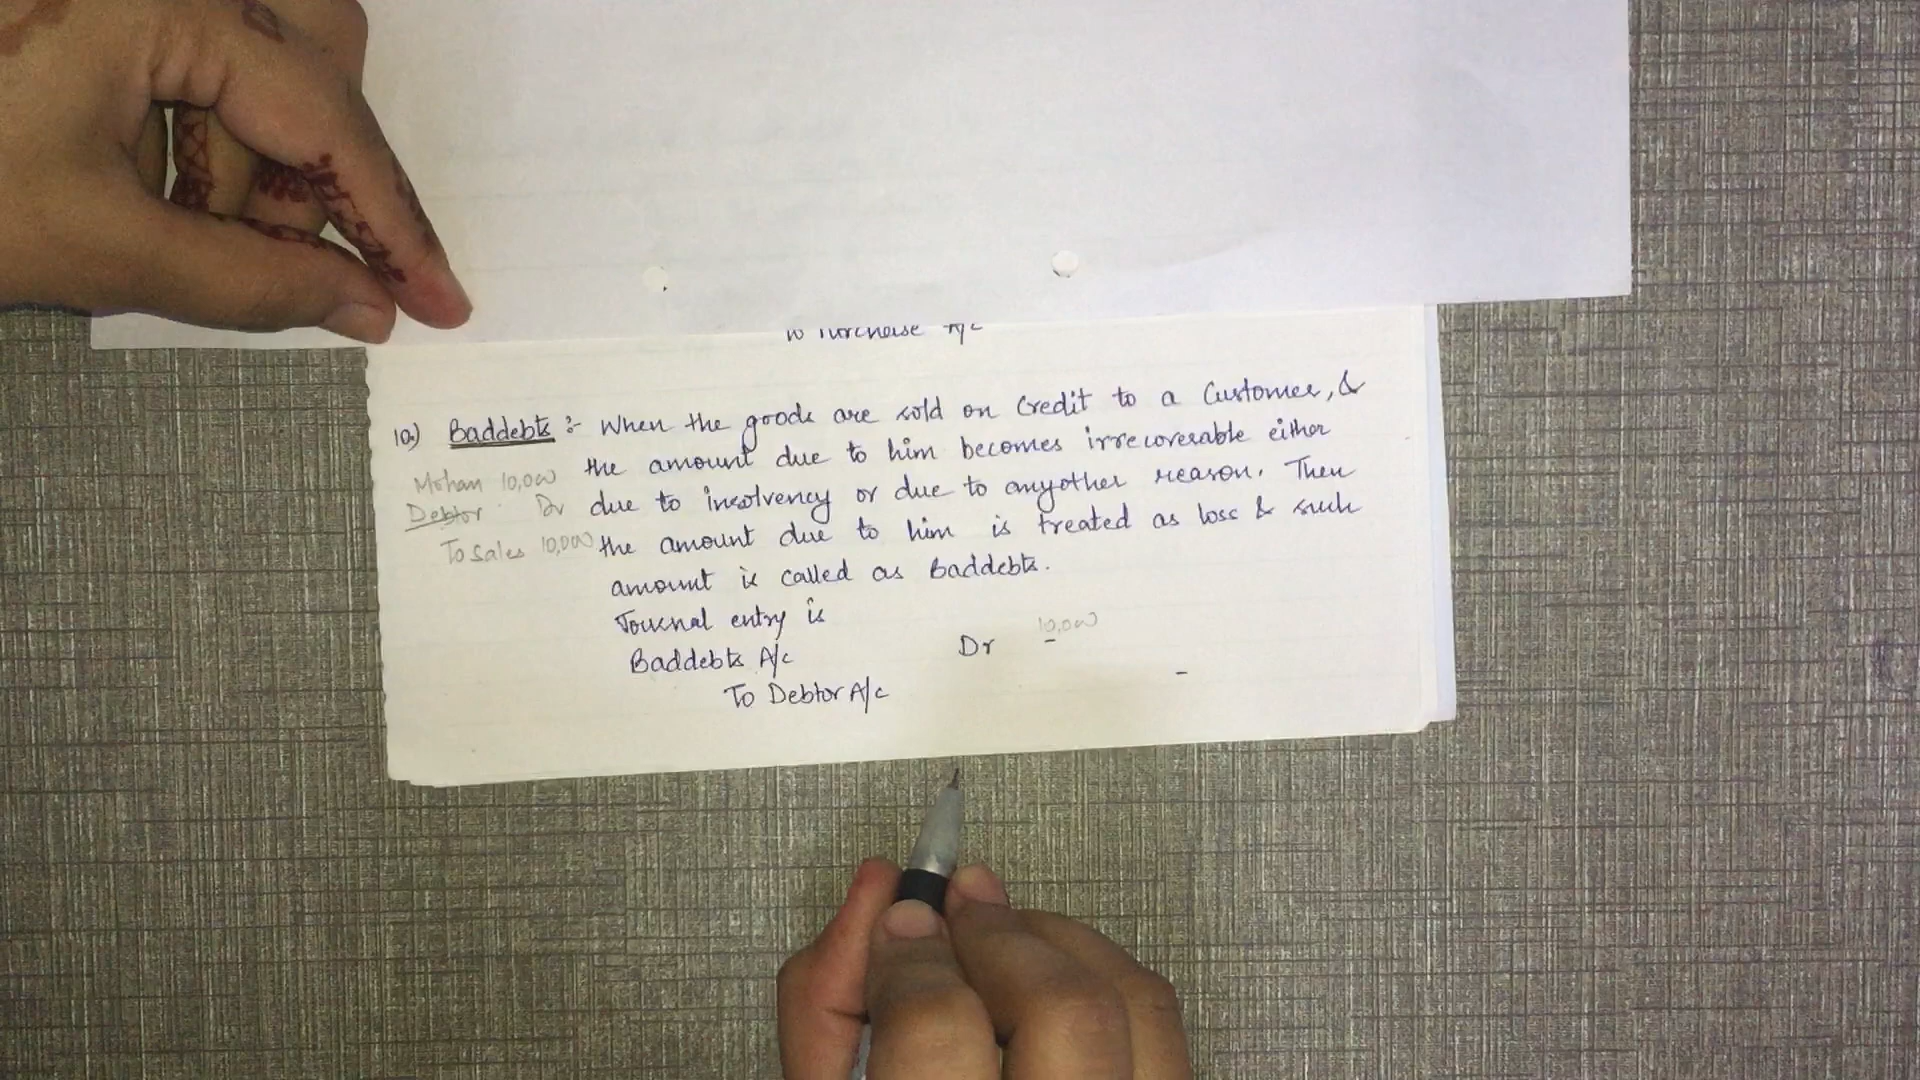 To Purchase A/c
10.) Baddebts :- When the goods are sold on Credit to a Customer, &
the amount due to him becomes irrecoverable either
due to insolvency or due to anyother reason. Then
the amount due to him is treated as loss & such
amount is called as Baddebts.
Mohan 10,000
Debtor Dr
To Sales 10,000
Journal entry is
Baddebts A/c Dr 10,000 -
To Debtor A/c -